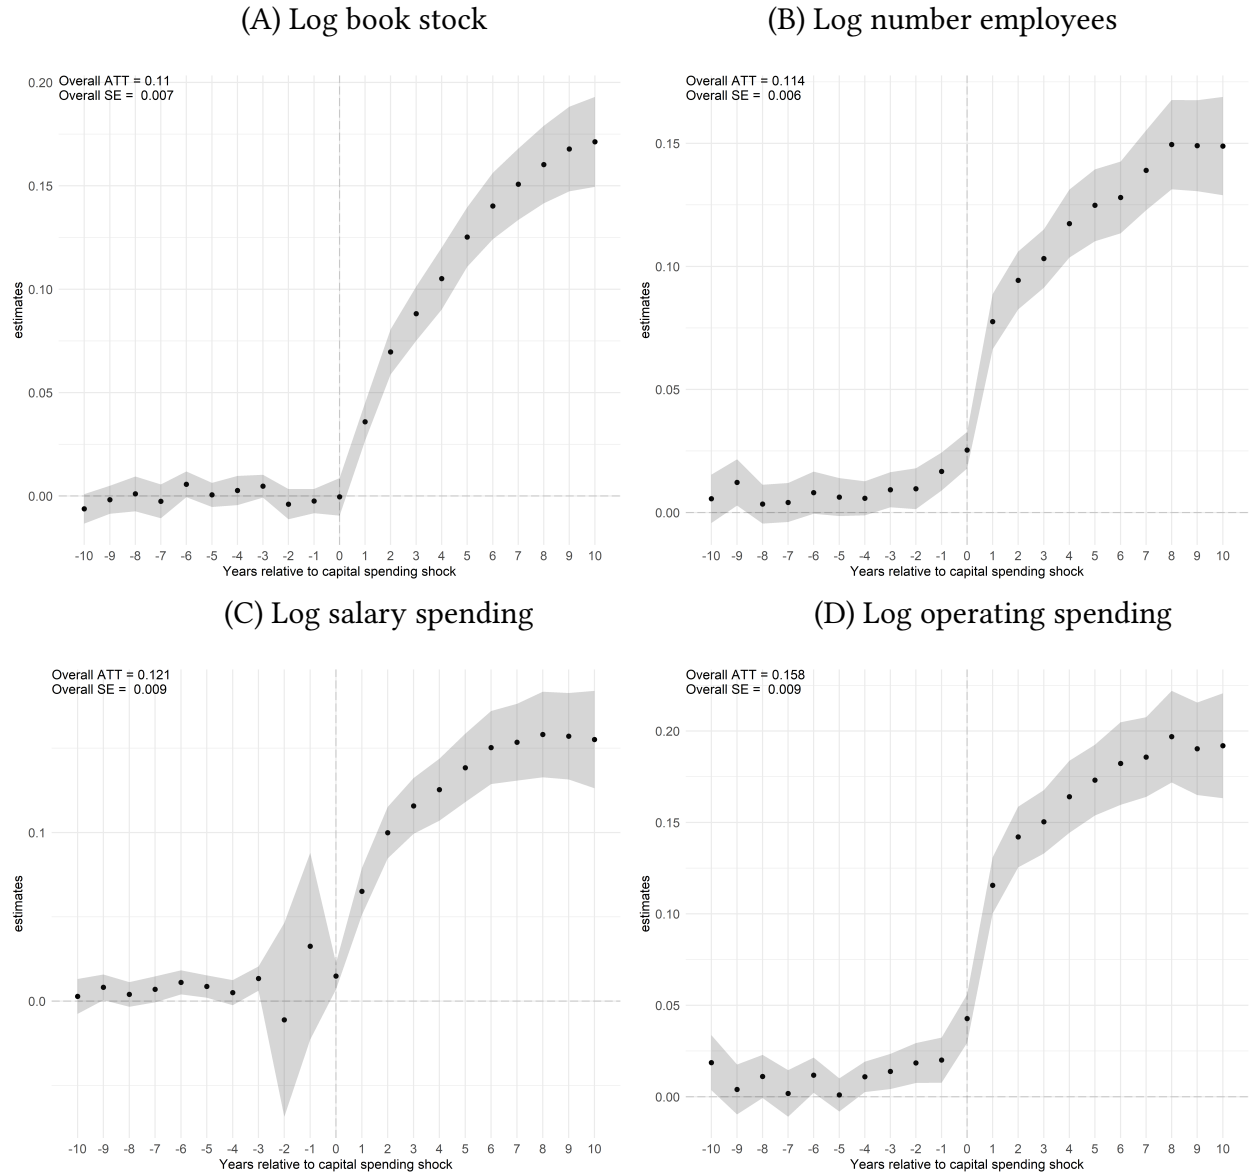 (A) Log book stock
Overall ATT = 0.11
Overall SE = 0.007
0.20
0.15
0.10
0.05
0.00
estimates
-10 -9 -8 -7 -6 -5 -4 -3 -2 -1 0 1 2 3 4 5 6 7 8 9 10
Years relative to capital spending shock
(B) Log number employees
Overall ATT = 0.114
Overall SE = 0.006
0.15
0.10
0.05
0.00
estimates
-10 -9 -8 -7 -6 -5 -4 -3 -2 -1 0 1 2 3 4 5 6 7 8 9 10
Years relative to capital spending shock
(C) Log salary spending
Overall ATT = 0.121
Overall SE = 0.009
0.1
0.0
estimates
-10 -9 -8 -7 -6 -5 -4 -3 -2 -1 0 1 2 3 4 5 6 7 8 9 10
Years relative to capital spending shock
(D) Log operating spending
Overall ATT = 0.158
Overall SE = 0.009
0.20
0.15
0.10
0.05
0.00
estimates
-10 -9 -8 -7 -6 -5 -4 -3 -2 -1 0 1 2 3 4 5 6 7 8 9 10
Years relative to capital spending shock